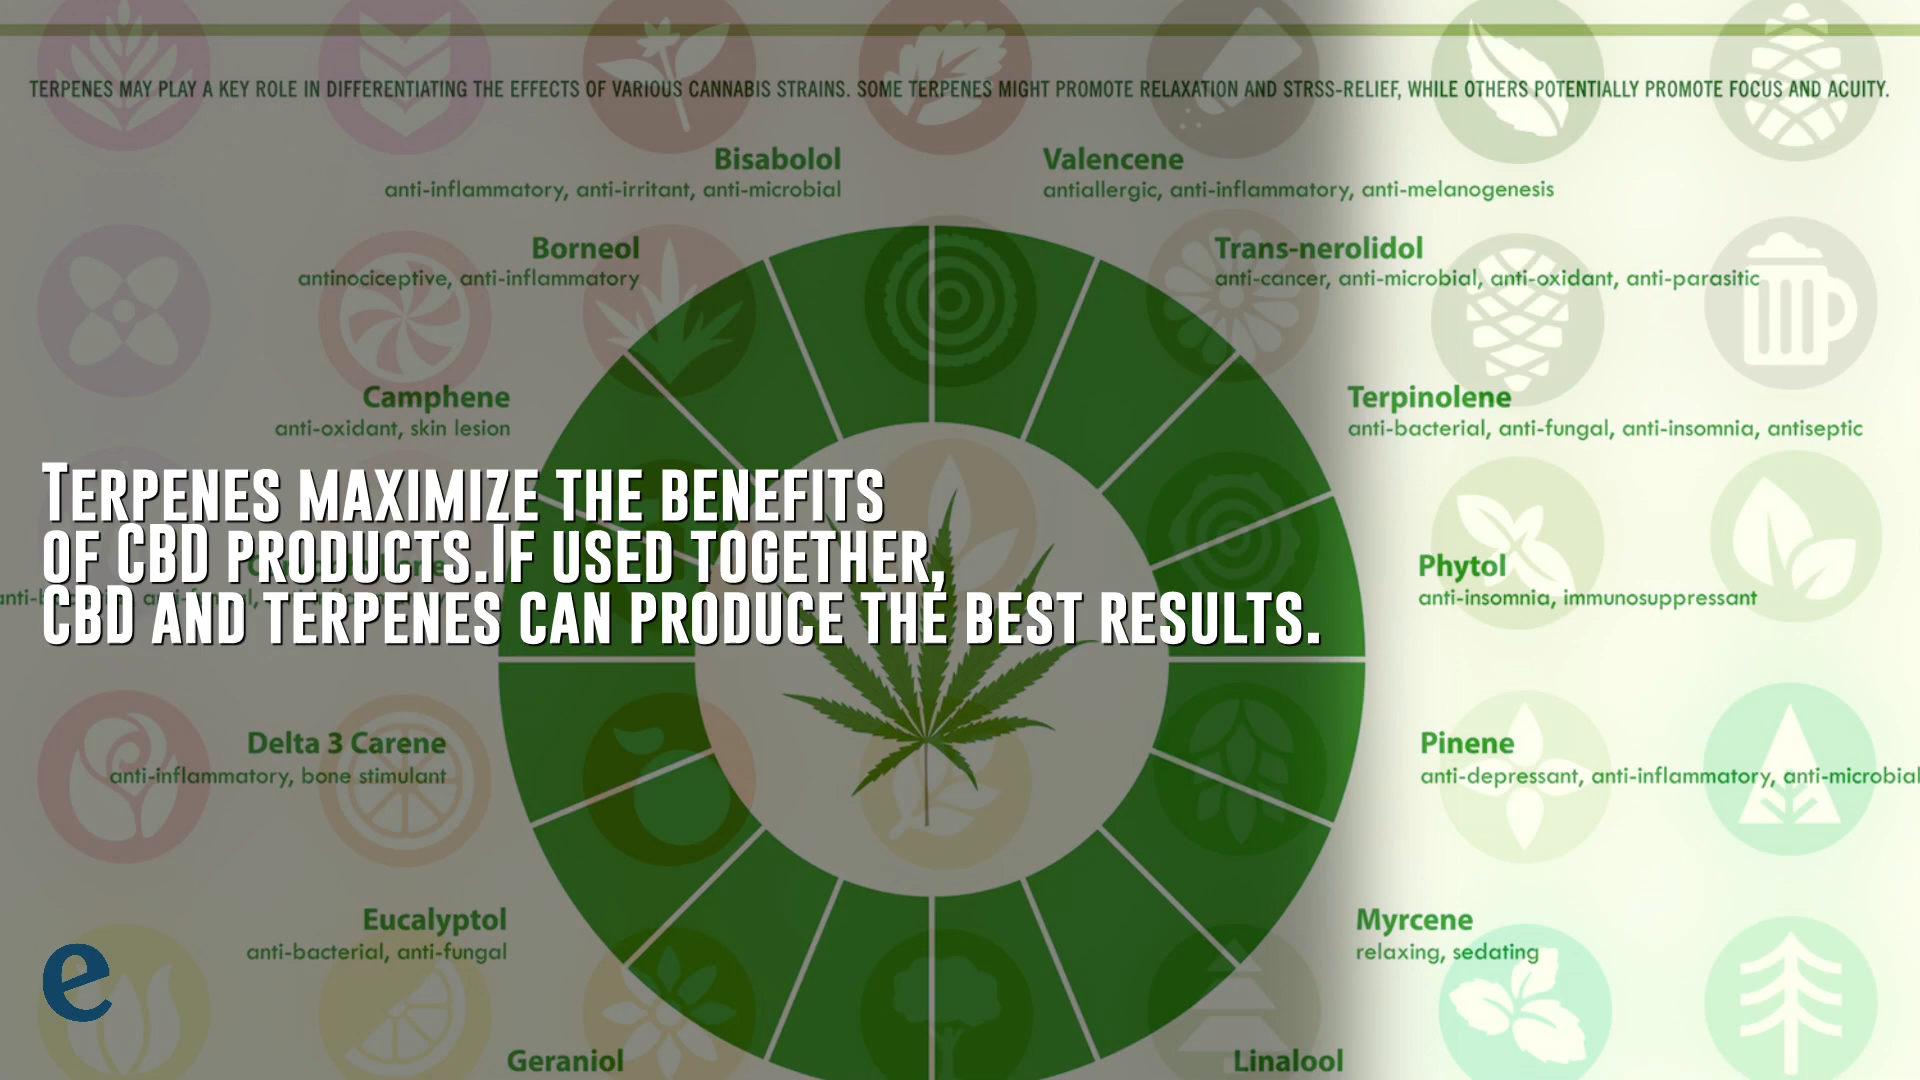 TERPENES MAY PLAY A KEY ROLE IN DIFFERENTIATING THE EFFECTS OF VARIOUS CANNABIS STRAINS. SOME TERPENES MIGHT PROMOTE RELAXATION AND STRSS-RELIEF, WHILE OTHERS POTENTIALLY PROMOTE FOCUS AND ACUITY.
Bisabolol
anti-inflammatory, anti-irritant, anti-microbial
Valencene
antiallergic, anti-inflammatory, anti-melanogenesis
Borneol
antinociceptive, anti-inflammatory
Trans-nerolidol
anti-cancer, anti-microbial, anti-oxidant, anti-parasitic
Camphene
anti-oxidant, skin lesion
Terpinolene
anti-bacterial, anti-fungal, anti-insomnia, antiseptic
TERPENES MAXIMIZE THE BENEFITS
OF CBD PRODUCTS.IF USED TOGETHER,
CBD AND TERPENES CAN PRODUCE THE BEST RESULTS.
Phytol
anti-insomnia, immunosuppressant
Delta 3 Carene
anti-inflammatory, bone stimulant
Pinene
anti-depressant, anti-inflammatory, anti-microbial
Eucalyptol
anti-bacterial, anti-fungal
Myrcene
relaxing, sedating
e
Geraniol
Linalool